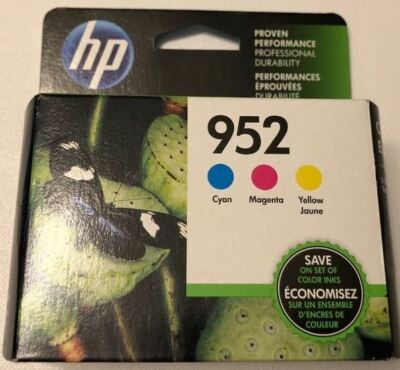 hp
PROVEN
PERFORMANCE
PROFESSIONAL
DURABILITY
PERFORMANCES
ÉPROUVÉES
DURABILITÉ
952
Cyan
Magenta
Yellow
Jaune
SAVE
ON SET OF
COLOR INKS
ÉCONOMISEZ
SUR UN ENSEMBLE
D'ENCRES DE
COULEUR